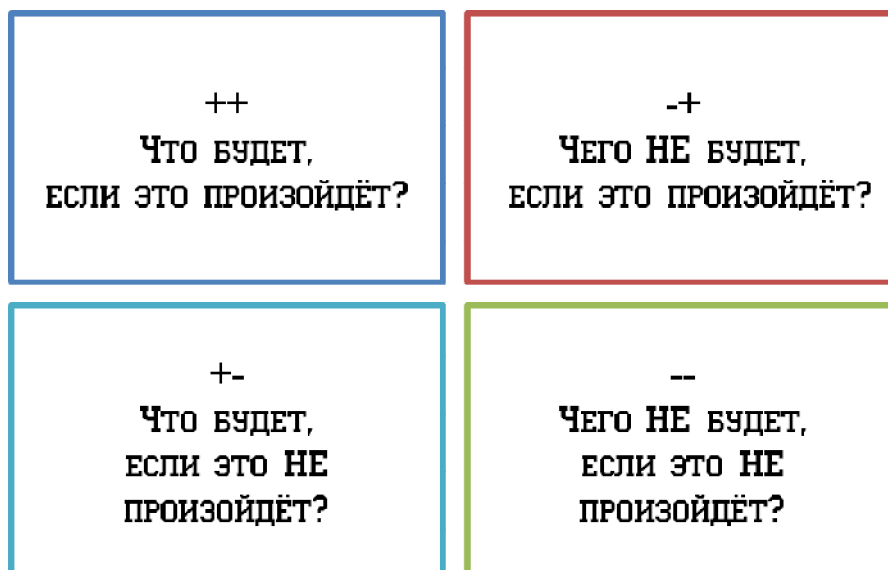 ++
Что будет,
если это произойдёт?
-+
Чего НЕ будет,
если это произойдёт?
+-
Что будет,
если это НЕ
произойдёт?
--
Чего НЕ будет,
если это НЕ
произойдёт?